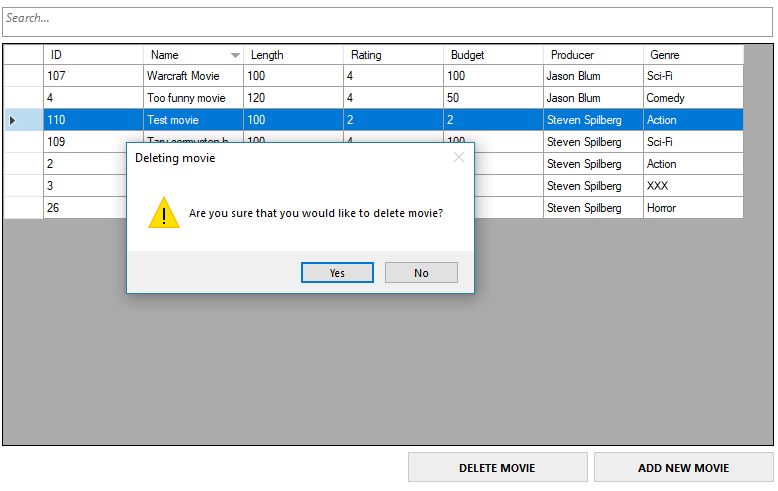 Search...
ID Name Length Rating Budget Producer Genre
107 Warcraft Movie 100 4 100 Jason Blum Sci-Fi
4 Too funny movie 120 4 50 Jason Blum Comedy
110 Test movie 100 2 2 Steven Spilberg Action
109 100 4 100 Steven Spilberg Sci-Fi
2 Steven Spilberg Action
3 Steven Spilberg XXX
26 Steven Spilberg Horror
Deleting movie
Are you sure that you would like to delete movie?
Yes No
DELETE MOVIE ADD NEW MOVIE